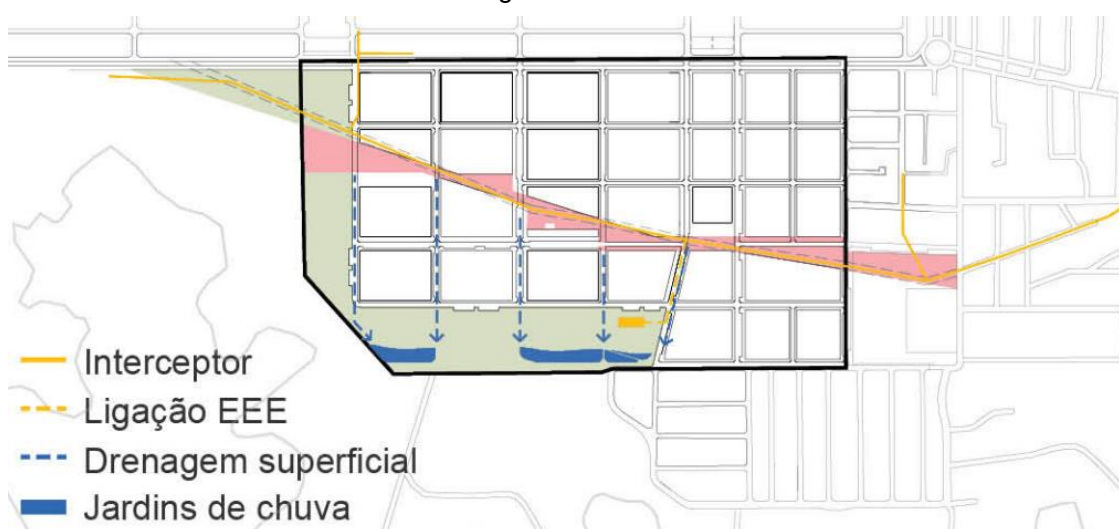 Interceptor
Ligação EEE
Drenagem superficial
Jardins de chuva